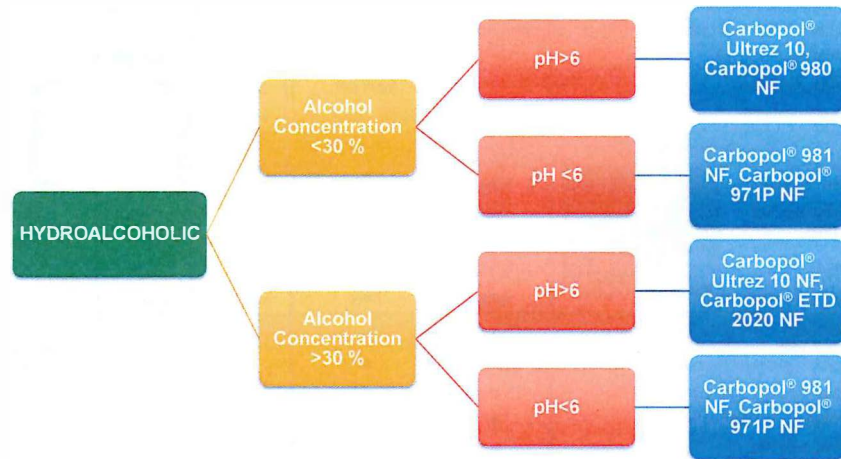 HYDROALCOHOLIC
Alcohol
Concentration
<30 %
pH>6
Carbopol®
Ultrez 10,
Carbopol® 980
NF
pH <6
Carbopol® 981
NF, Carbopol®
971P NF
Alcohol
Concentration
>30 %
pH>6
Carbopol®
Ultrez 10 NF,
Carbopol® ETD
2020 NF
pH<6
Carbopol® 981
NF, Carbopol®
971P NF